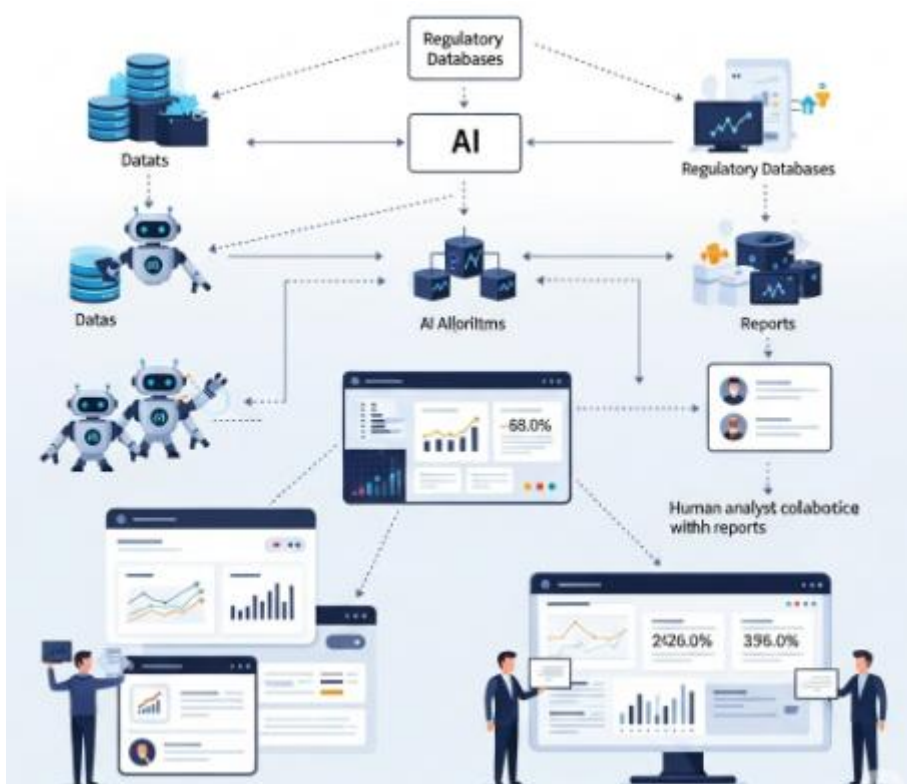 Regulatory
Databases
AI
Datats
Regulatory Databases
Datas
AI Alloritms
Reports
-68.0%
Human analyst colabotice
withh reports
2426.0%
396.0%